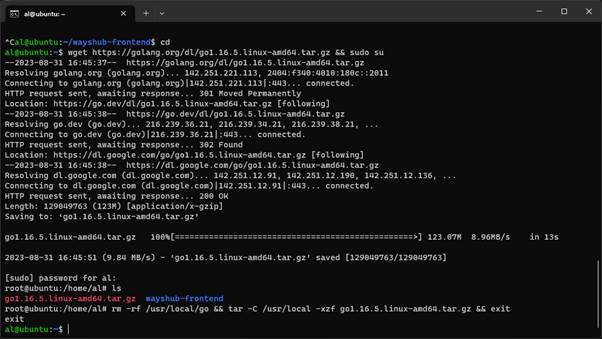 al@ubuntu: ~
^Cal@ubuntu:~/wayshub-frontend$ cd
al@ubuntu:~$ wget https://golang.org/dl/go1.16.5.linux-amd64.tar.gz && sudo su
--2023-08-31 16:45:37--  https://golang.org/dl/go1.16.5.linux-amd64.tar.gz
Resolving golang.org (golang.org)... 142.251.221.113, 2404:f340:4010:180c::2011
Connecting to golang.org (golang.org)|142.251.221.113|:443... connected.
HTTP request sent, awaiting response... 301 Moved Permanently
Location: https://go.dev/dl/go1.16.5.linux-amd64.tar.gz [following]
--2023-08-31 16:45:38--  https://go.dev/dl/go1.16.5.linux-amd64.tar.gz
Resolving go.dev (go.dev)... 216.239.36.21, 216.239.34.21, 216.239.38.21, ...
Connecting to go.dev (go.dev)|216.239.36.21|:443... connected.
HTTP request sent, awaiting response... 302 Found
Location: https://dl.google.com/go/go1.16.5.linux-amd64.tar.gz [following]
--2023-08-31 16:45:38--  https://dl.google.com/go/go1.16.5.linux-amd64.tar.gz
Resolving dl.google.com (dl.google.com)... 142.251.12.91, 142.251.12.190, 142.251.12.136, ...
Connecting to dl.google.com (dl.google.com)|142.251.12.91|:443... connected.
HTTP request sent, awaiting response... 200 OK
Length: 129049763 (123M) [application/x-gzip]
Saving to: ‘go1.16.5.linux-amd64.tar.gz’
go1.16.5.linux-amd64.tar.gz   100%[=================================================>] 123.07M  8.96MB/s    in 13s
2023-08-31 16:45:51 (9.84 MB/s) - ‘go1.16.5.linux-amd64.tar.gz’ saved [129049763/129049763]
[sudo] password for al:
root@ubuntu:/home/al# ls
go1.16.5.linux-amd64.tar.gz  wayshub-frontend
root@ubuntu:/home/al# rm -rf /usr/local/go && tar -C /usr/local -xzf go1.16.5.linux-amd64.tar.gz && exit
exit
al@ubuntu:~$